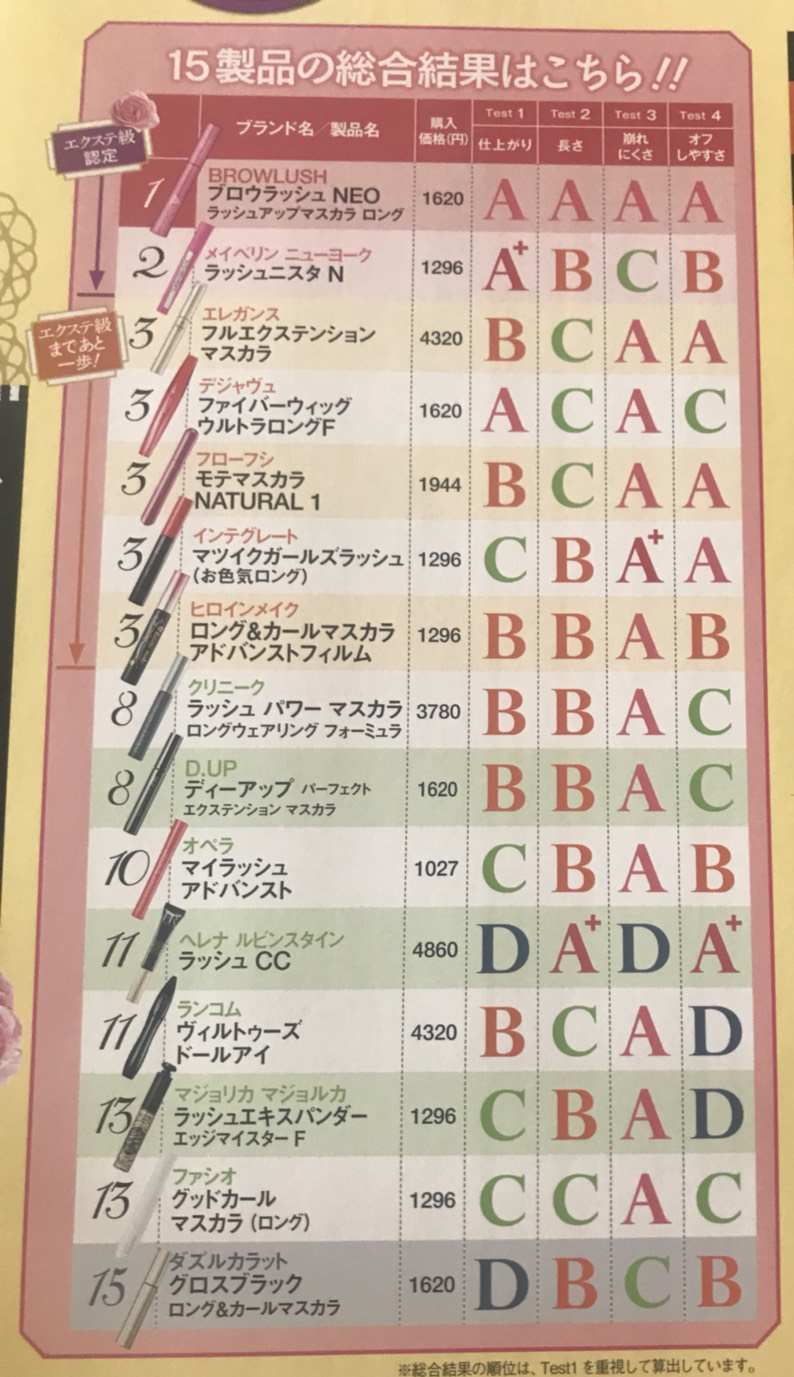 15製品の総合結果はこちら!!
エクステ級
認定
ブランド名／製品名
購入
価格(円)
Test 1
仕上がり
Test 2
長さ
Test 3
崩れ
にくさ
Test 4
オフ
しやすさ
1
BROWLUSH
ブロウラッシュ NEO
ラッシュアップマスカラ ロング
1620 A A A A
2
メイベリン ニューヨーク
ラッシュニスタ N
1296 A+ B C B
エクステ級
まであと
一歩!
3
エレガンス
フルエクステンション
マスカラ
4320 B C A A
3
デジャヴュ
ファイバーウィッグ
ウルトラロングF
1620 A C A C
3
フローフシ
モテマスカラ
NATURAL 1
1944 B C A A
3
インテグレート
マツイクガールズラッシュ
(お色気ロング)
1296 C B A+ A
3
ヒロインメイク
ロング&カールマスカラ
アドバンストフィルム
1296 B B A B
8
クリニーク
ラッシュ パワー マスカラ
ロングウェアリング フォーミュラ
3780 B B A C
8
D.UP
ディーアップ パーフェクト
エクステンション マスカラ
1620 B B A C
10
オペラ
マイラッシュ
アドバンスト
1027 C B A B
11
ヘレナ ルビンスタイン
ラッシュ CC
4860 D A+ D A+
11
ランコム
ヴィルトゥーズ
ドールアイ
4320 B C A D
13
マジョリカ マジョルカ
ラッシュエキスパンダー
エッジマイスター F
1296 C B A D
13
ファシオ
グッドカール
マスカラ (ロング)
1296 C C A C
15
ダズルカラット
グロスブラック
ロング&カールマスカラ
1620 D B C B
※総合結果の順位は、Test1を重視して算出しています。